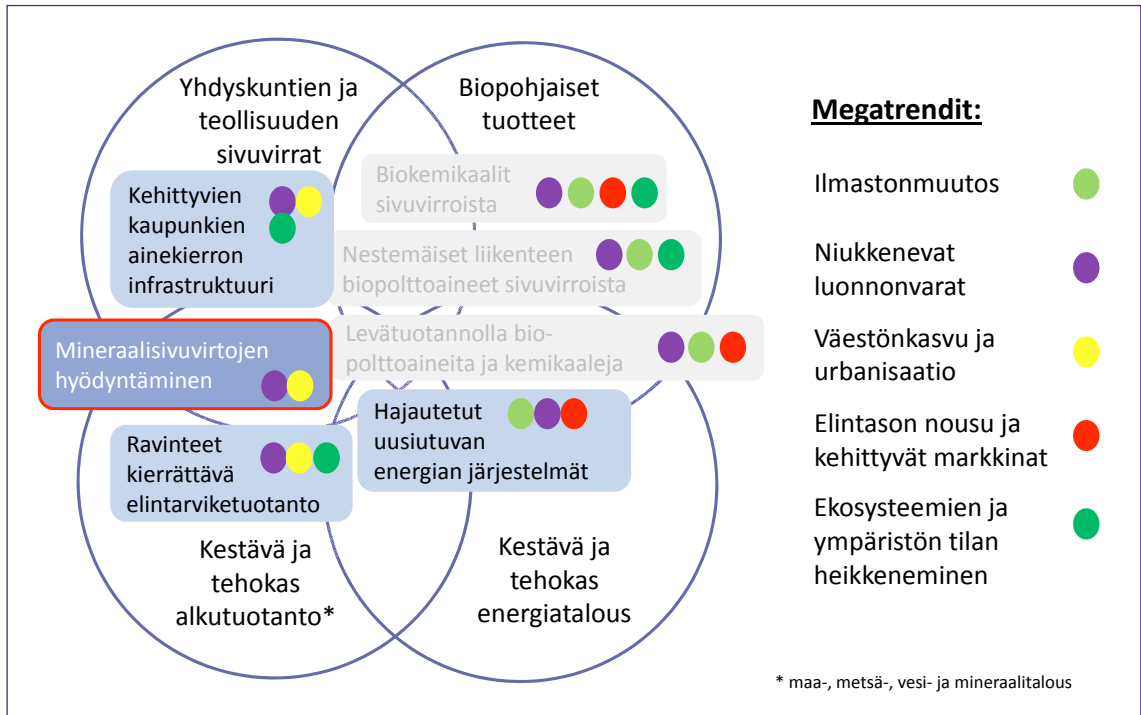 Yhdyskuntien ja
teollisuuden
sivuvirrat
Biopohjaiset
tuotteet
Kehittyvien
kaupunkien
ainekierron
infrastruktuuri
Biokemikaalit
sivuvirroista
Nestemäiset liikenteen
biopolttoaineet sivuvirroista
Mineraalisivuvirtojen
hyödyntäminen
Levätuotannolla bio-
polttoaineita ja kemikaaleja
Ravinteet
kierrättävä
elintarviketuotanto
Hajautetut
uusiutuvan
energian järjestelmät
Kestävä ja
tehokas
alkutuotanto*
Kestävä ja
tehokas
energiatalous
Megatrendit:
Ilmastonmuutos
Niukkenevat
luonnonvarat
Väestönkasvu ja
urbanisaatio
Elintason nousu ja
kehittyvät markkinat
Ekosysteemien ja
ympäristön tilan
heikkeneminen
* maa-, metsä-, vesi- ja mineraalitalous